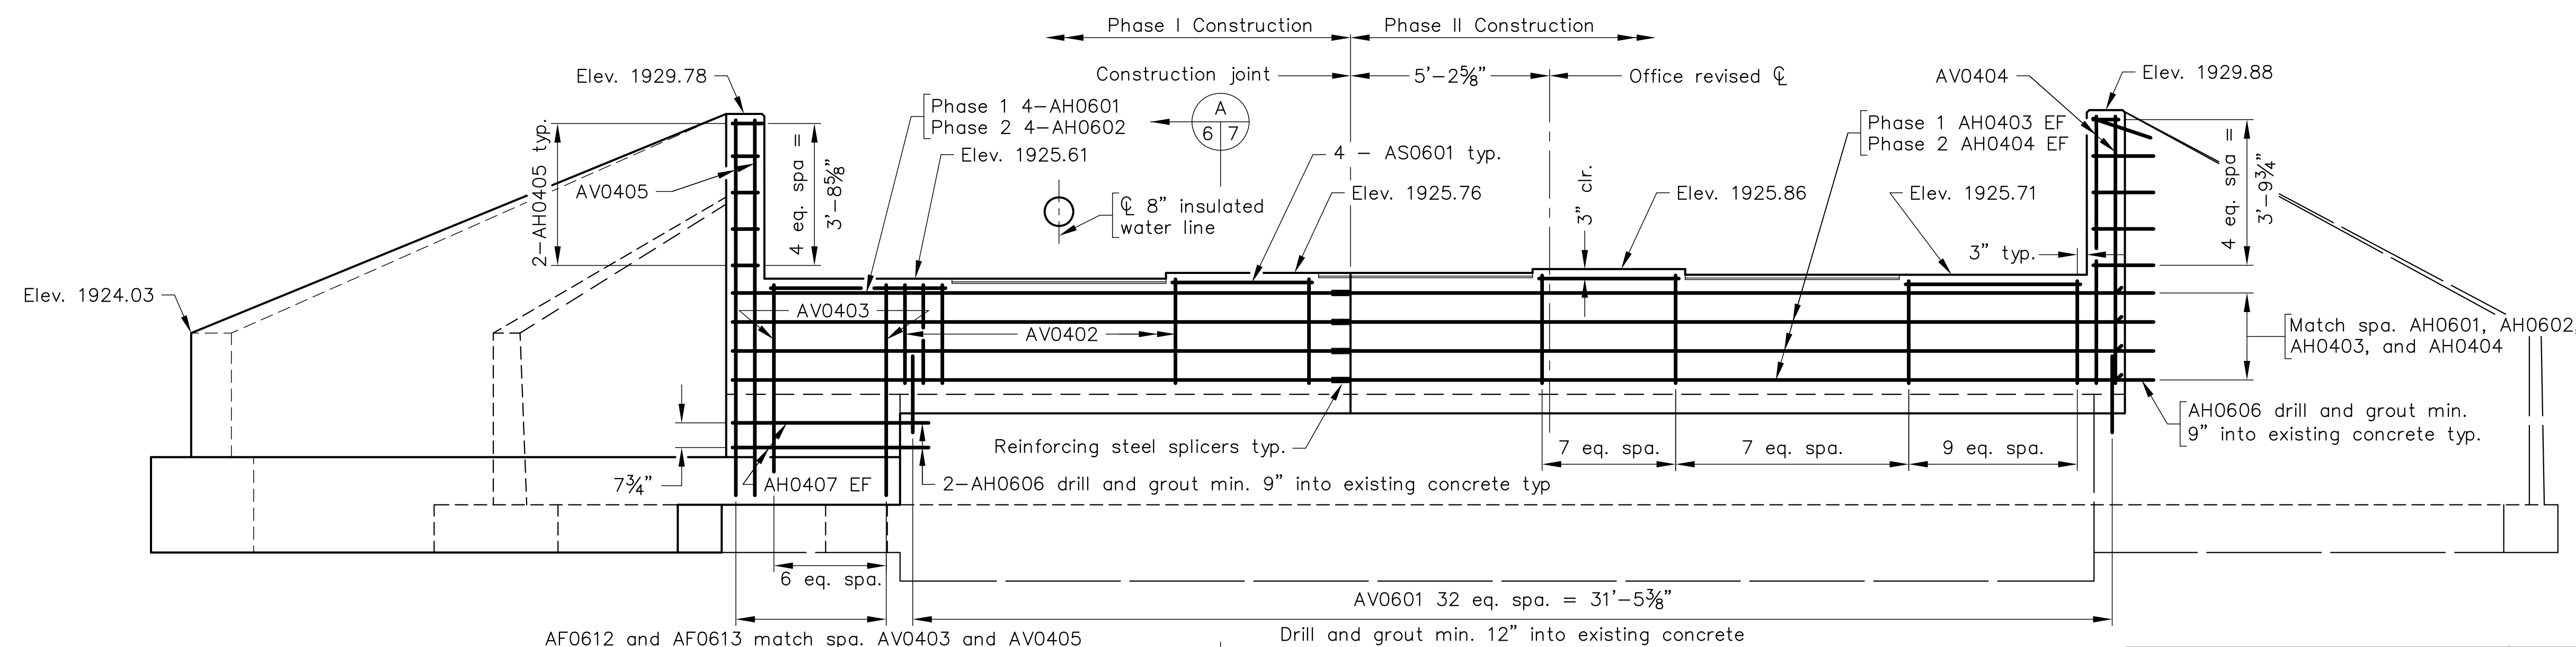 Phase I Construction
Phase II Construction
Elev. 1929.78
Construction joint
5'-2⅝"
Office revised ℄
AV0404
Elev. 1929.88
Phase 1 4-AH0601
Phase 2 4-AH0602
A
6 7
Phase 1 AH0403 EF
Phase 2 AH0404 EF
2-AH0405 typ.
AV0405
4 eq. spa =
3'-8⅝"
Elev. 1925.61
4 - AS0601 typ.
℄ 8" insulated
water line
Elev. 1925.76
3" clr.
Elev. 1925.86
Elev. 1925.71
3" typ.
4 eq. spa =
3'-9¾"
Elev. 1924.03
AV0403
AV0402
Match spa. AH0601, AH0602,
AH0403, and AH0404
Reinforcing steel splicers typ.
7 eq. spa.
7 eq. spa.
9 eq. spa.
AH0606 drill and grout min.
9" into existing concrete typ.
7¾"
AH0407 EF
2-AH0606 drill and grout min. 9" into existing concrete typ
6 eq. spa.
AV0601 32 eq. spa. = 31'-5⅜"
Drill and grout min. 12" into existing concrete
AF0612 and AF0613 match spa. AV0403 and AV0405